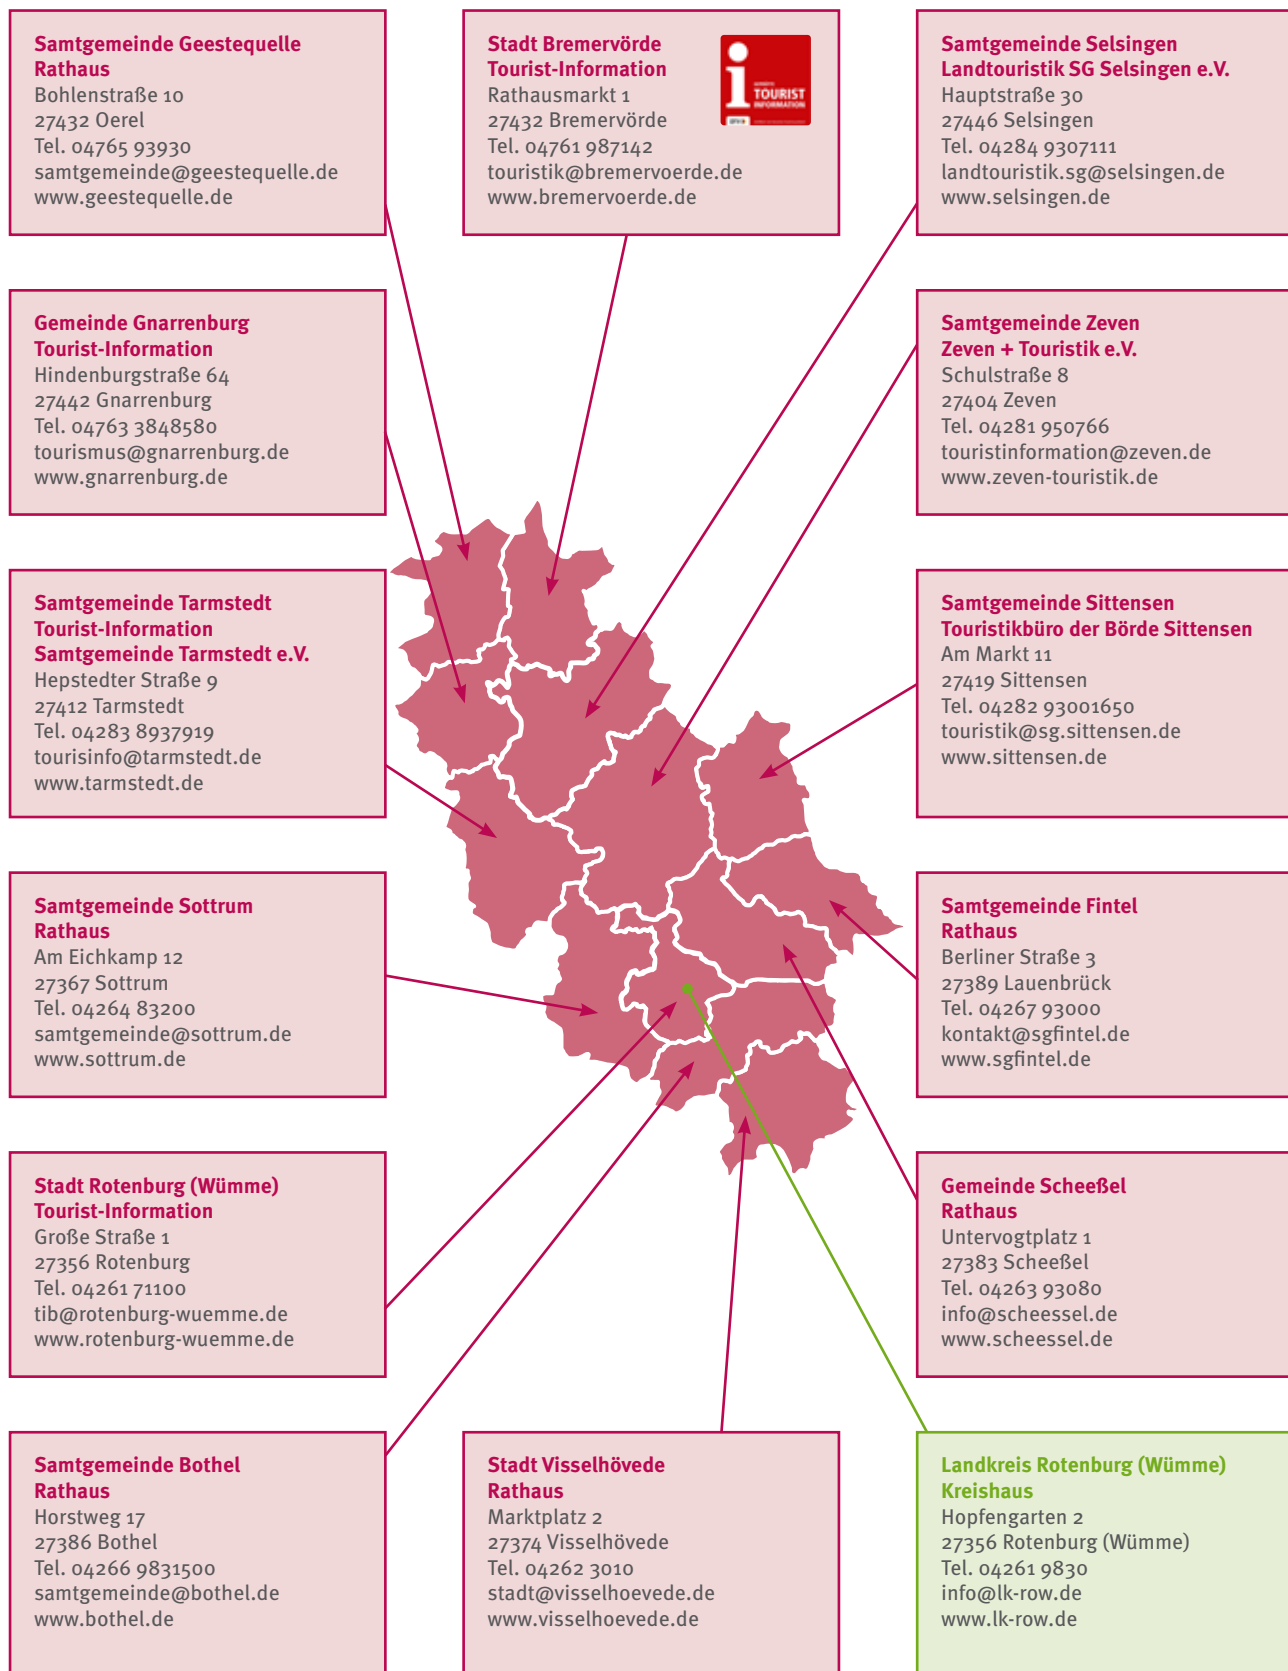 Samtgemeinde Geestequelle
Rathaus
Bohlenstraße 10
27432 Oerel
Tel. 04765 93930
samtgemeinde@geestequelle.de
www.geestequelle.de
Stadt Bremervörde
Tourist-Information
Rathausmarkt 1
27432 Bremervörde
Tel. 04761 987142
touristik@bremervoerde.de
www.bremervoerde.de
TOURIST
INFORMATION
Samtgemeinde Selsingen
Landtouristik SG Selsingen e.V.
Hauptstraße 30
27446 Selsingen
Tel. 04284 9307111
landtouristik.sg@selsingen.de
www.selsingen.de
Gemeinde Gnarrenburg
Tourist-Information
Hindenburgstraße 64
27442 Gnarrenburg
Tel. 04763 3848580
tourismus@gnarrenburg.de
www.gnarrenburg.de
Samtgemeinde Zeven
Zeven + Touristik e.V.
Schulstraße 8
27404 Zeven
Tel. 04281 950766
touristinformation@zeven.de
www.zeven-touristik.de
Samtgemeinde Tarmstedt
Tourist-Information
Samtgemeinde Tarmstedt e.V.
Hepstedter Straße 9
27412 Tarmstedt
Tel. 04283 8937919
tourisinfo@tarmstedt.de
www.tarmstedt.de
Samtgemeinde Sittensen
Touristikbüro der Börde Sittensen
Am Markt 11
27419 Sittensen
Tel. 04282 93001650
touristik@sg.sittensen.de
www.sittensen.de
Samtgemeinde Sottrum
Rathaus
Am Eichkamp 12
27367 Sottrum
Tel. 04264 83200
samtgemeinde@sottrum.de
www.sottrum.de
Samtgemeinde Fintel
Rathaus
Berliner Straße 3
27389 Lauenbrück
Tel. 04267 93000
kontakt@sgfintel.de
www.sgfintel.de
Stadt Rotenburg (Wümme)
Tourist-Information
Große Straße 1
27356 Rotenburg
Tel. 04261 71100
tib@rotenburg-wuemme.de
www.rotenburg-wuemme.de
Gemeinde Scheeßel
Rathaus
Untervogtplatz 1
27383 Scheeßel
Tel. 04263 93080
info@scheessel.de
www.scheessel.de
Samtgemeinde Bothel
Rathaus
Horstweg 17
27386 Bothel
Tel. 04266 9831500
samtgemeinde@bothel.de
www.bothel.de
Stadt Visselhövede
Rathaus
Marktplatz 2
27374 Visselhövede
Tel. 04262 3010
stadt@visselhoevede.de
www.visselhoevede.de
Landkreis Rotenburg (Wümme)
Kreishaus
Hopfengarten 2
27356 Rotenburg (Wümme)
Tel. 04261 9830
info@lk-row.de
www.lk-row.de